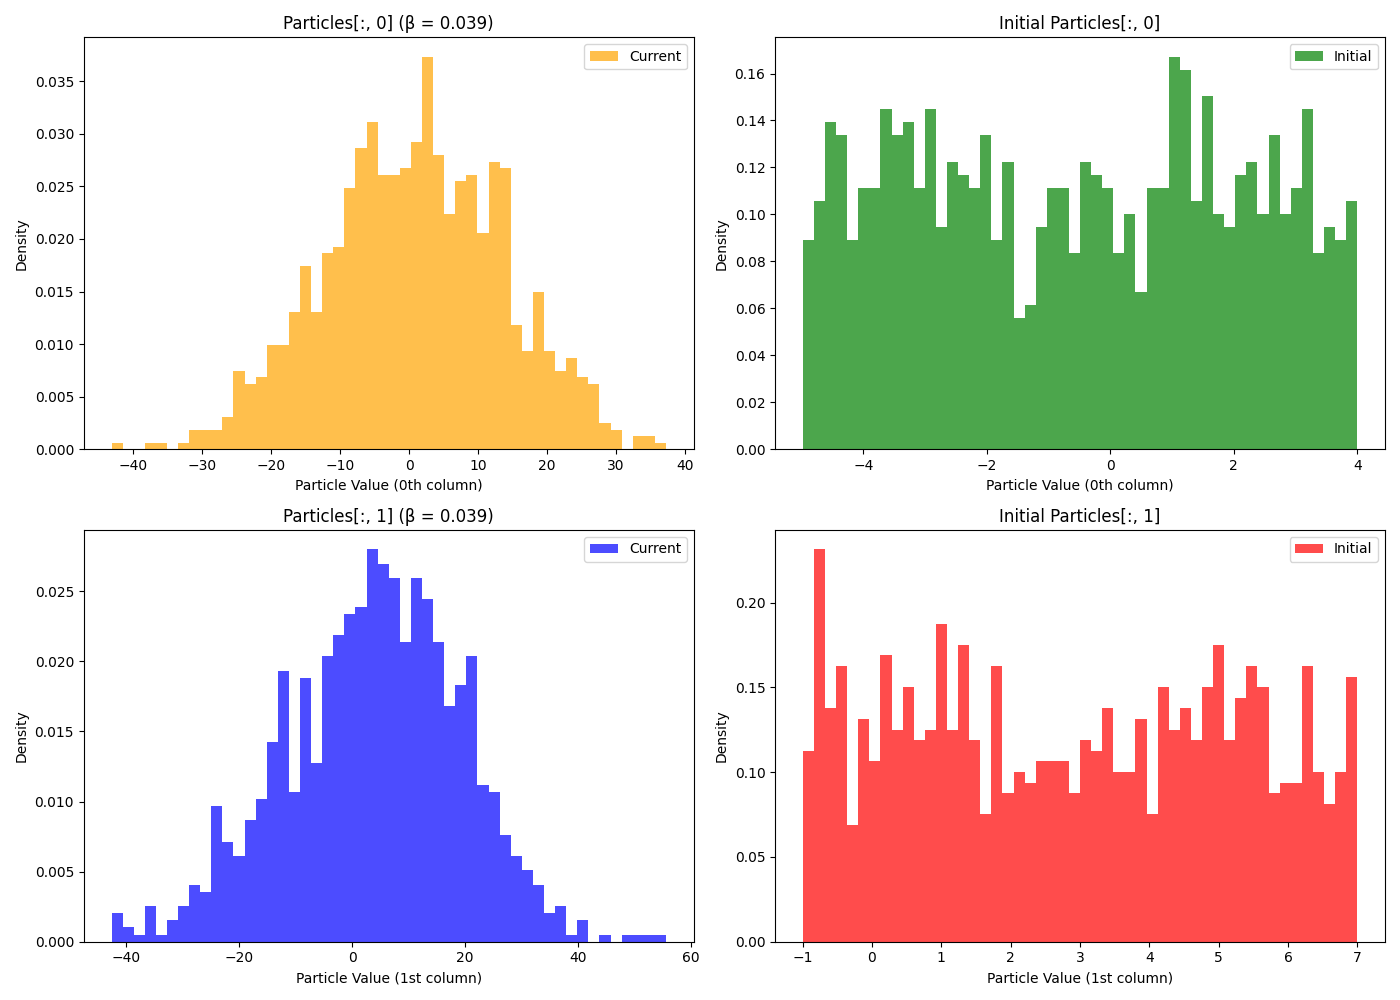 Particles[:, 0] (β = 0.039)
Current
Density
0.035
0.030
0.025
0.020
0.015
0.010
0.005
0.000
−40 −30 −20 −10 0 10 20 30 40
Particle Value (0th column)
Initial Particles[:, 0]
Initial
Density
0.16
0.14
0.12
0.10
0.08
0.06
0.04
0.02
0.00
−4 −2 0 2 4
Particle Value (0th column)
Particles[:, 1] (β = 0.039)
Current
Density
0.025
0.020
0.015
0.010
0.005
0.000
−40 −20 0 20 40 60
Particle Value (1st column)
Initial Particles[:, 1]
Initial
Density
0.20
0.15
0.10
0.05
0.00
−1 0 1 2 3 4 5 6 7
Particle Value (1st column)